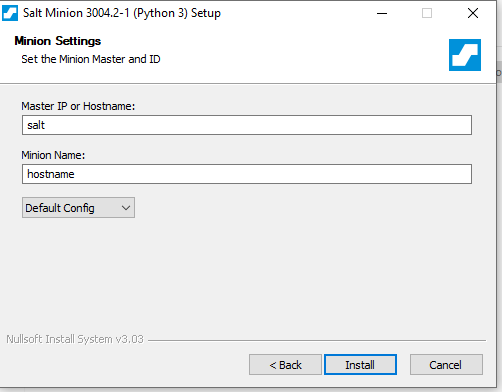 Salt Minion 3004.2-1 (Python 3) Setup
Minion Settings
Set the Minion Master and ID
Master IP or Hostname:
salt
Minion Name:
hostname
Default Config
Nullsoft Install System v3.03
< Back
Install
Cancel